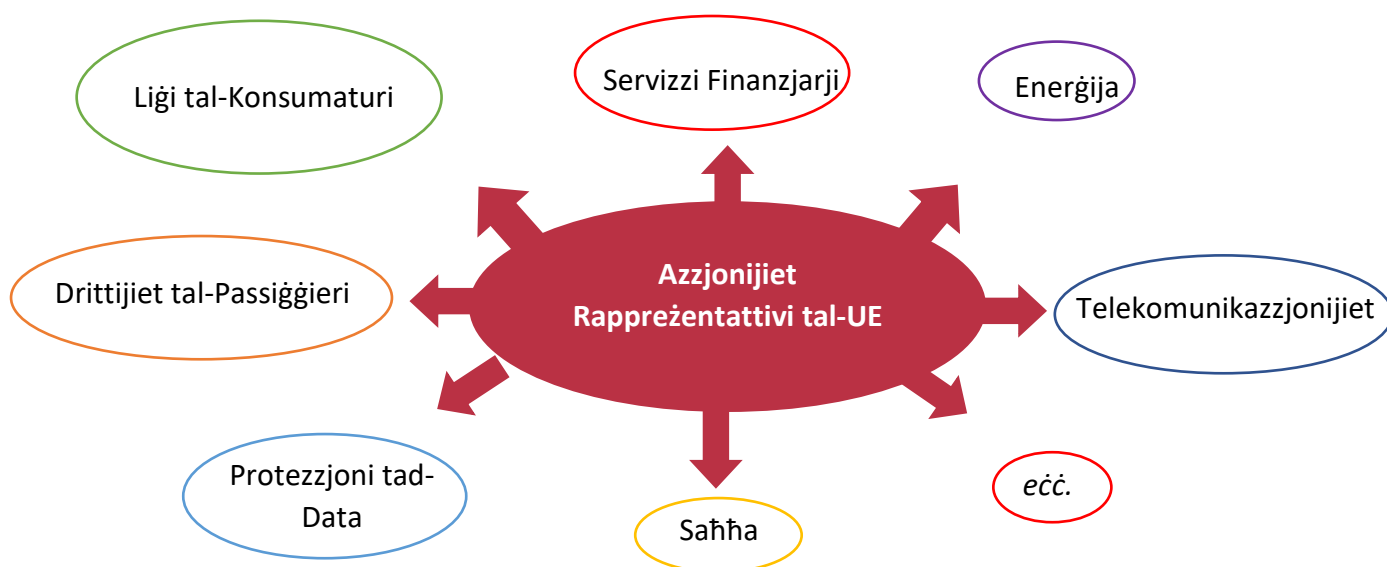 Liġi tal-Konsumaturi
Servizzi Finanzjarji
Enerġija
Drittijiet tal-Passiġġieri
Azzjonijiet
Rappreżentattivi tal-UE
Telekomunikazzjonijiet
Protezzjoni tad-
Data
Saħħa
eċċ.